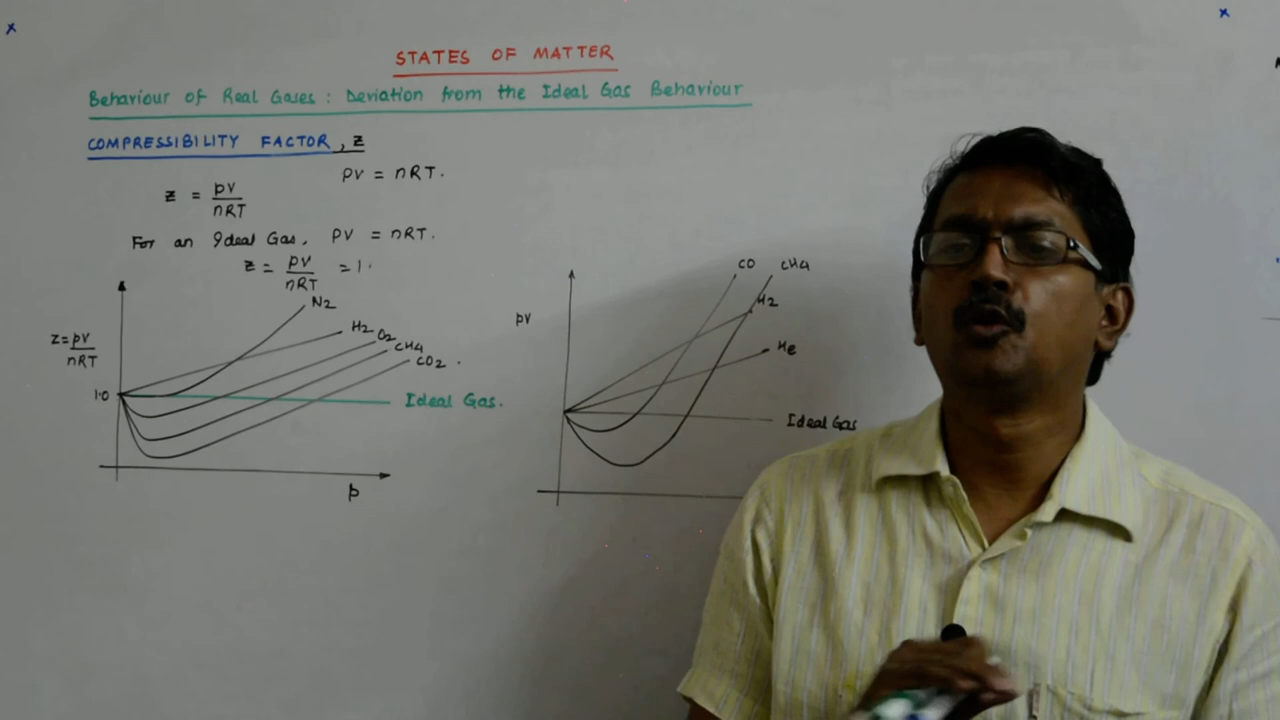 STATES OF MATTER
Behaviour of Real Gases : Deviation from the Ideal Gas Behaviour
COMPRESSIBILITY FACTOR, Z
PV = nRT.
Z = PV/nRT
For an Ideal Gas, PV = nRT.
Z = PV/nRT = 1.
N2
H2
O2
CH4
CO2.
Z=PV/nRT
1.0
Ideal Gas.
P
CO
CH4
H2
PV
He
Ideal Gas